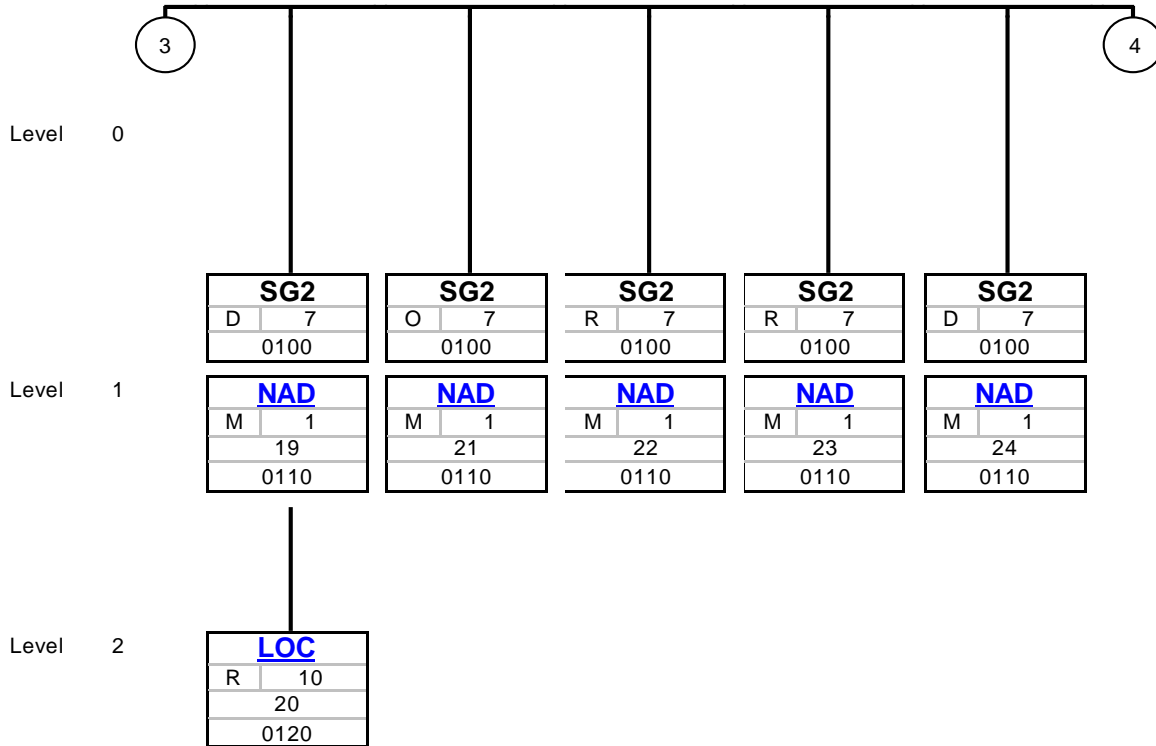 3 4
Level 0
SG2 SG2 SG2 SG2 SG2
D 7 O 7 R 7 R 7 D 7
0100 0100 0100 0100 0100
Level 1
NAD NAD NAD NAD NAD
M 1 M 1 M 1 M 1 M 1
19 21 22 23 24
0110 0110 0110 0110 0110
Level 2
LOC
R 10
20
0120